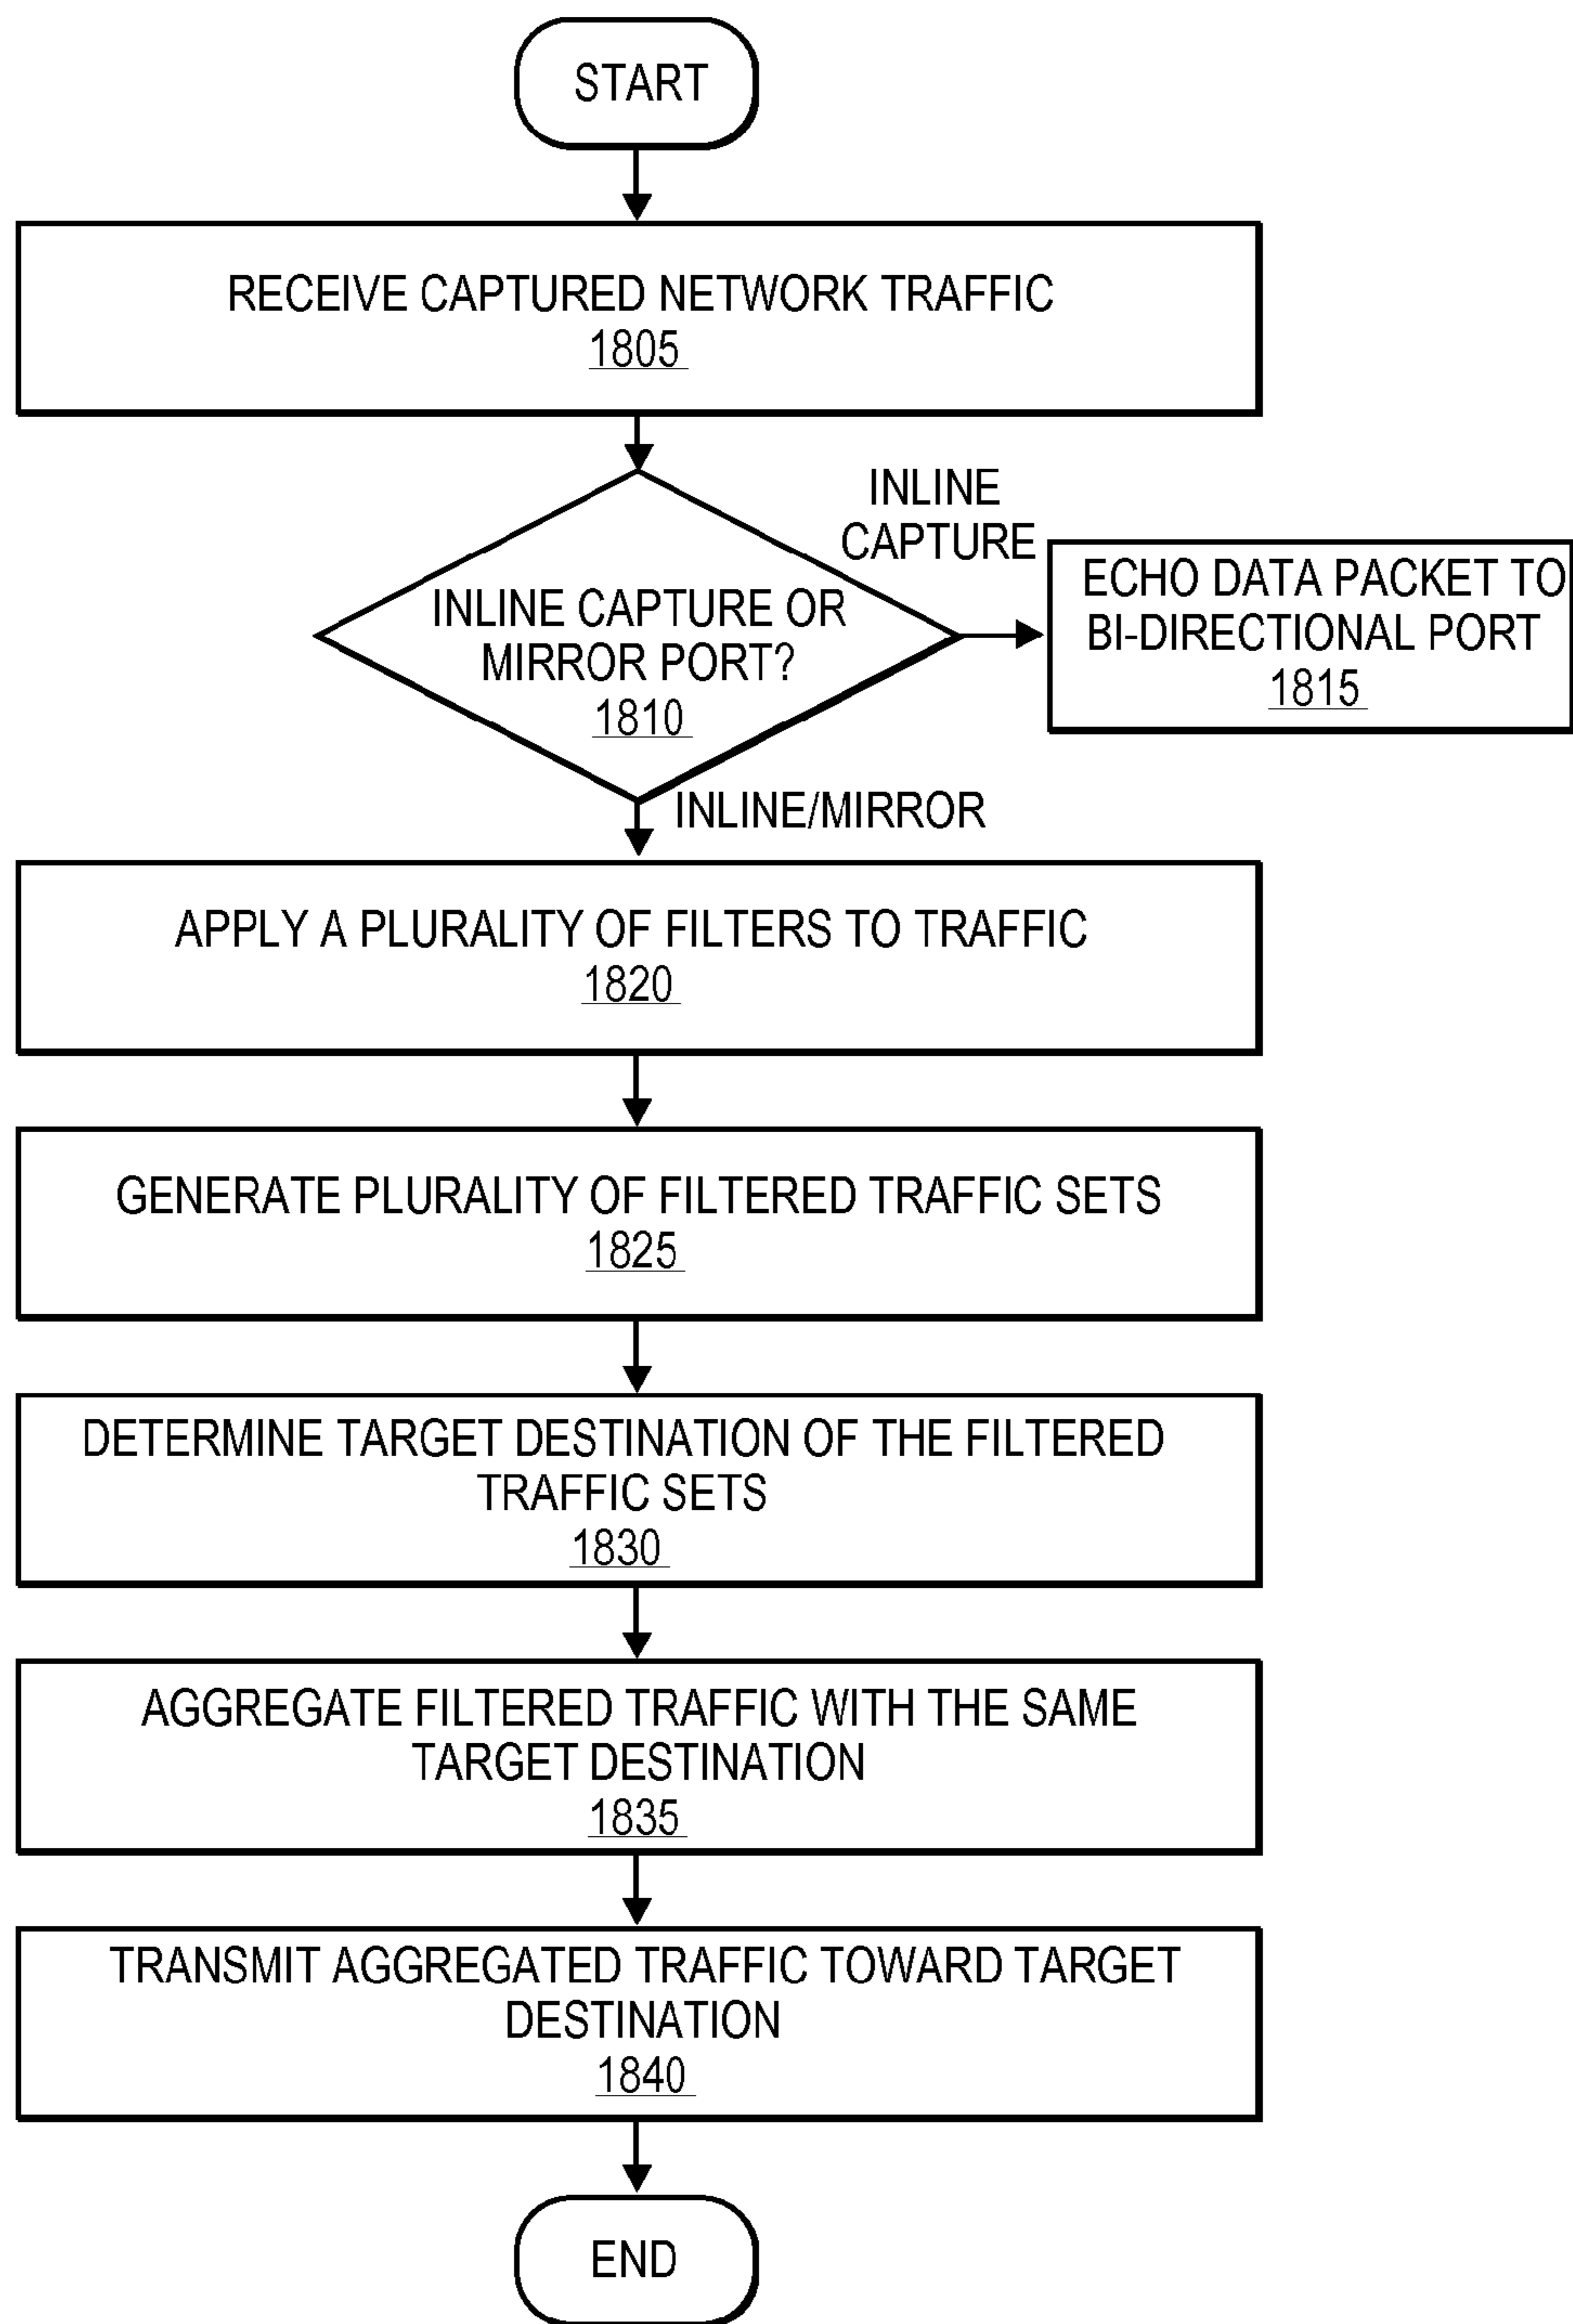 START
RECEIVE CAPTURED NETWORK TRAFFIC
1805
INLINE
CAPTURE
INLINE CAPTURE OR
MIRROR PORT?
1810
ECHO DATA PACKET TO
BI-DIRECTIONAL PORT
1815
INLINE/MIRROR
APPLY A PLURALITY OF FILTERS TO TRAFFIC
1820
GENERATE PLURALITY OF FILTERED TRAFFIC SETS
1825
DETERMINE TARGET DESTINATION OF THE FILTERED
TRAFFIC SETS
1830
AGGREGATE FILTERED TRAFFIC WITH THE SAME
TARGET DESTINATION
1835
TRANSMIT AGGREGATED TRAFFIC TOWARD TARGET
DESTINATION
1840
END